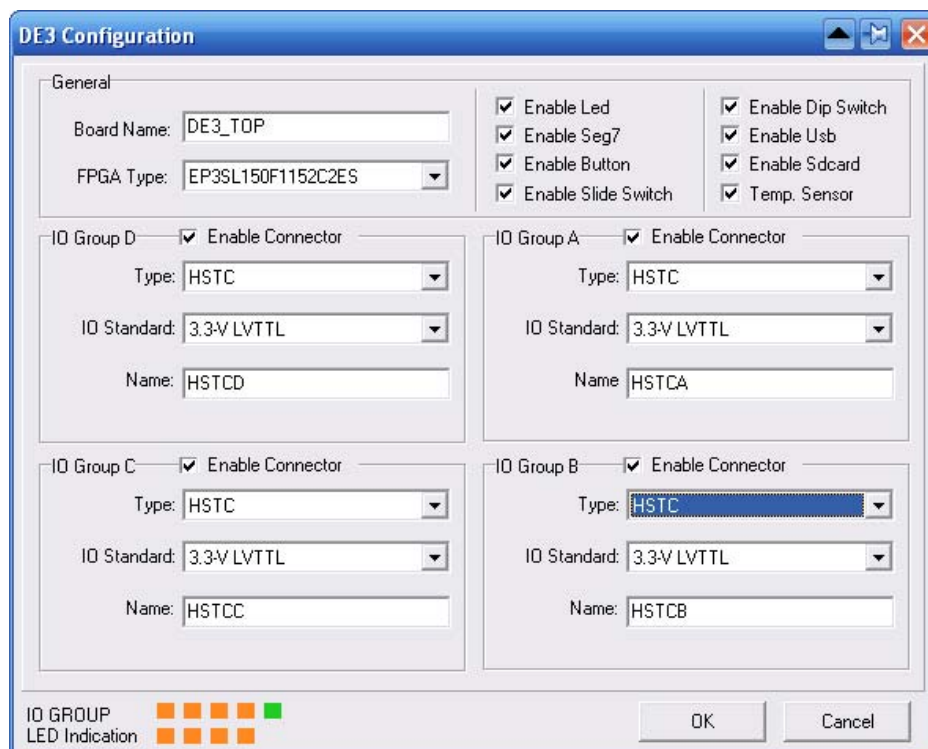 DE3 Configuration
General
Board Name: DE3_TOP
FPGA Type: EP3SL150F1152C2ES
Enable Led
Enable Seg7
Enable Button
Enable Slide Switch
Enable Dip Switch
Enable Usb
Enable Sdcard
Temp. Sensor
IO Group D Enable Connector
Type: HSTC
IO Standard: 3.3-V LVTTL
Name: HSTCD
IO Group A Enable Connector
Type: HSTC
IO Standard: 3.3-V LVTTL
Name HSTCA
IO Group C Enable Connector
Type: HSTC
IO Standard: 3.3-V LVTTL
Name: HSTCC
IO Group B Enable Connector
Type: HSTC
IO Standard: 3.3-V LVTTL
Name: HSTCB
IO GROUP
LED Indication
OK
Cancel